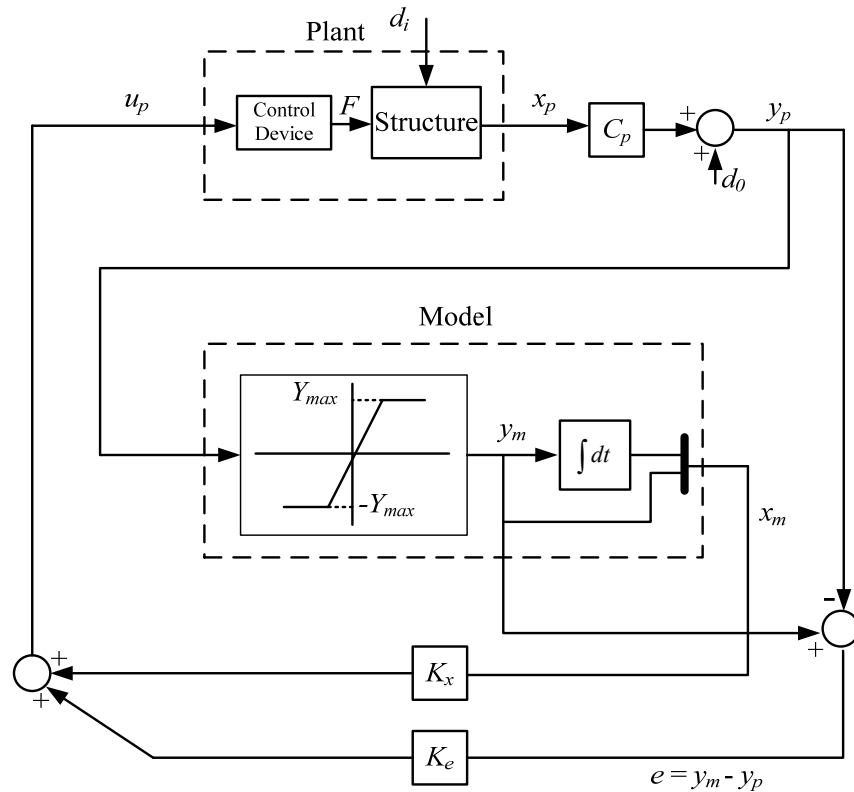 Plant
d_i
u_p
Control
Device
F
Structure
x_p
C_p
+
+
d_0
y_p
Model
Y_max
-Y_max
y_m
∫ dt
x_m
-
+
+
+
K_x
K_e
e = y_m - y_p